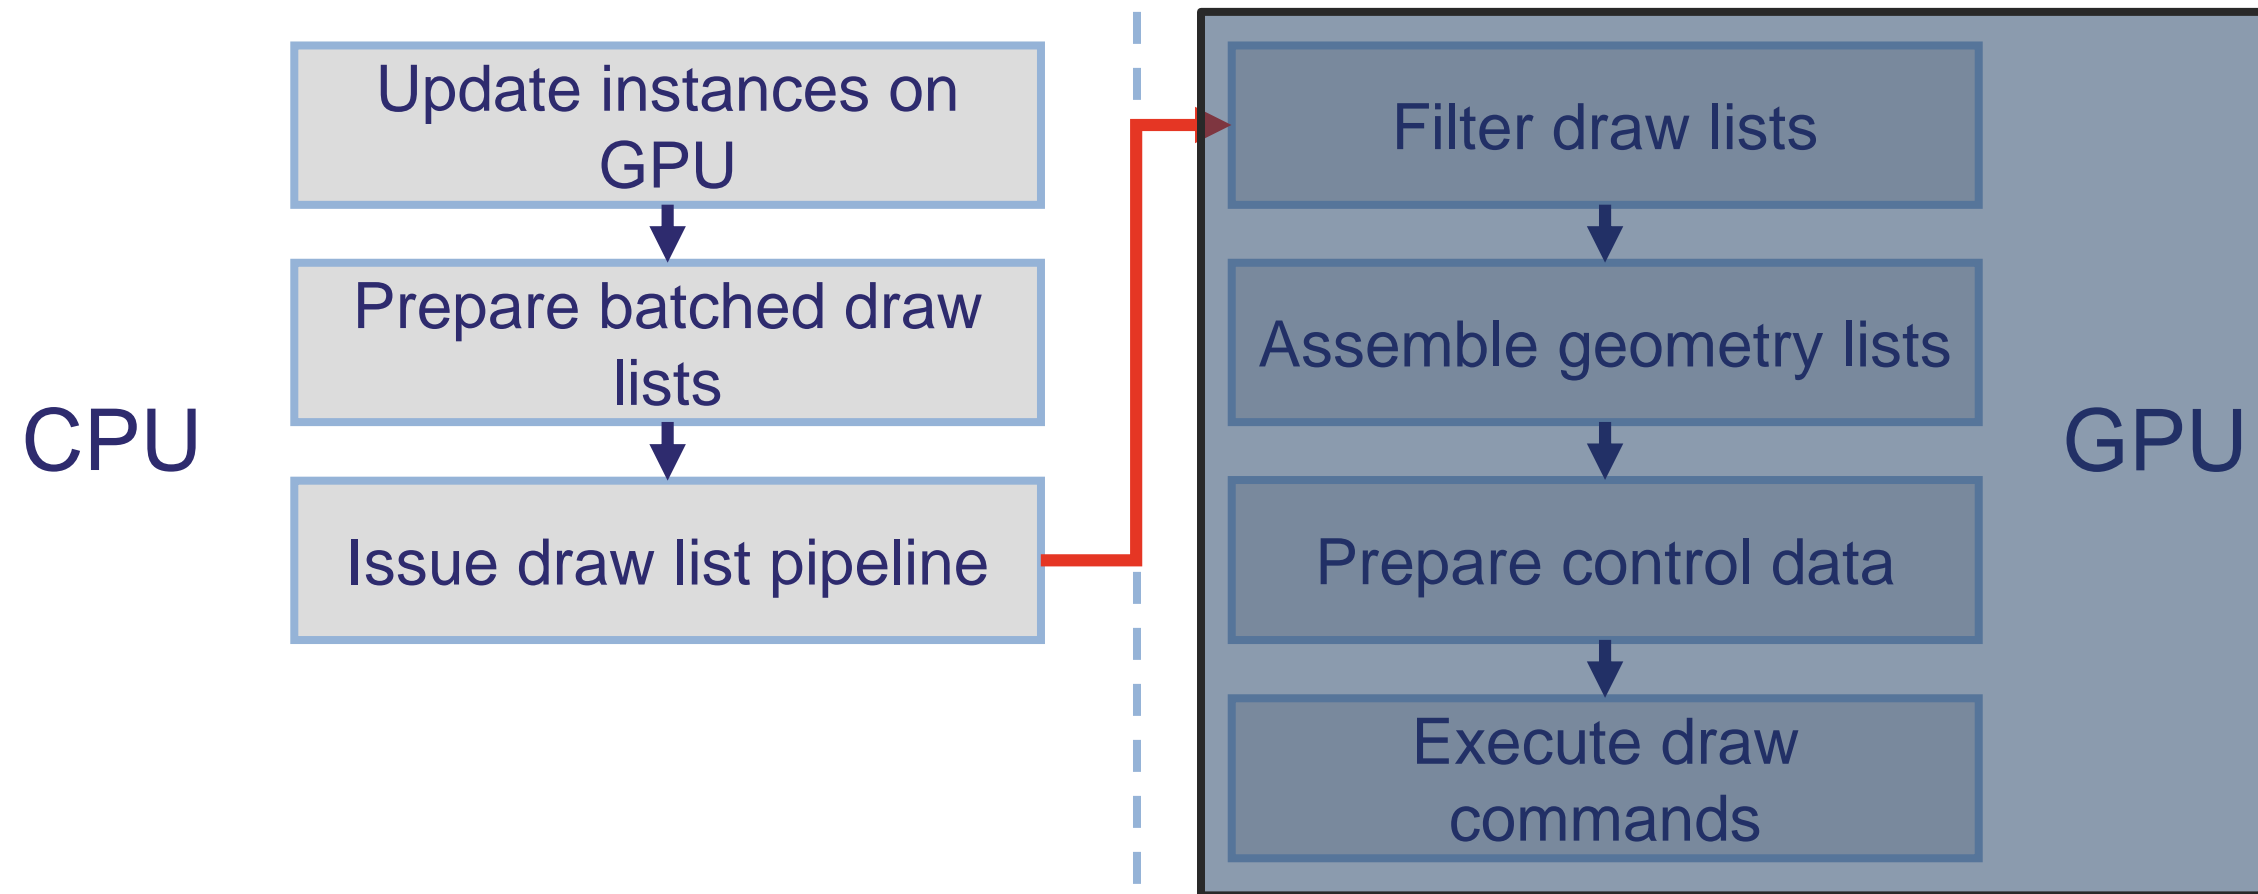 CPU
Update instances on
GPU
Prepare batched draw
lists
Issue draw list pipeline
Filter draw lists
Assemble geometry lists
Prepare control data
Execute draw
commands
GPU